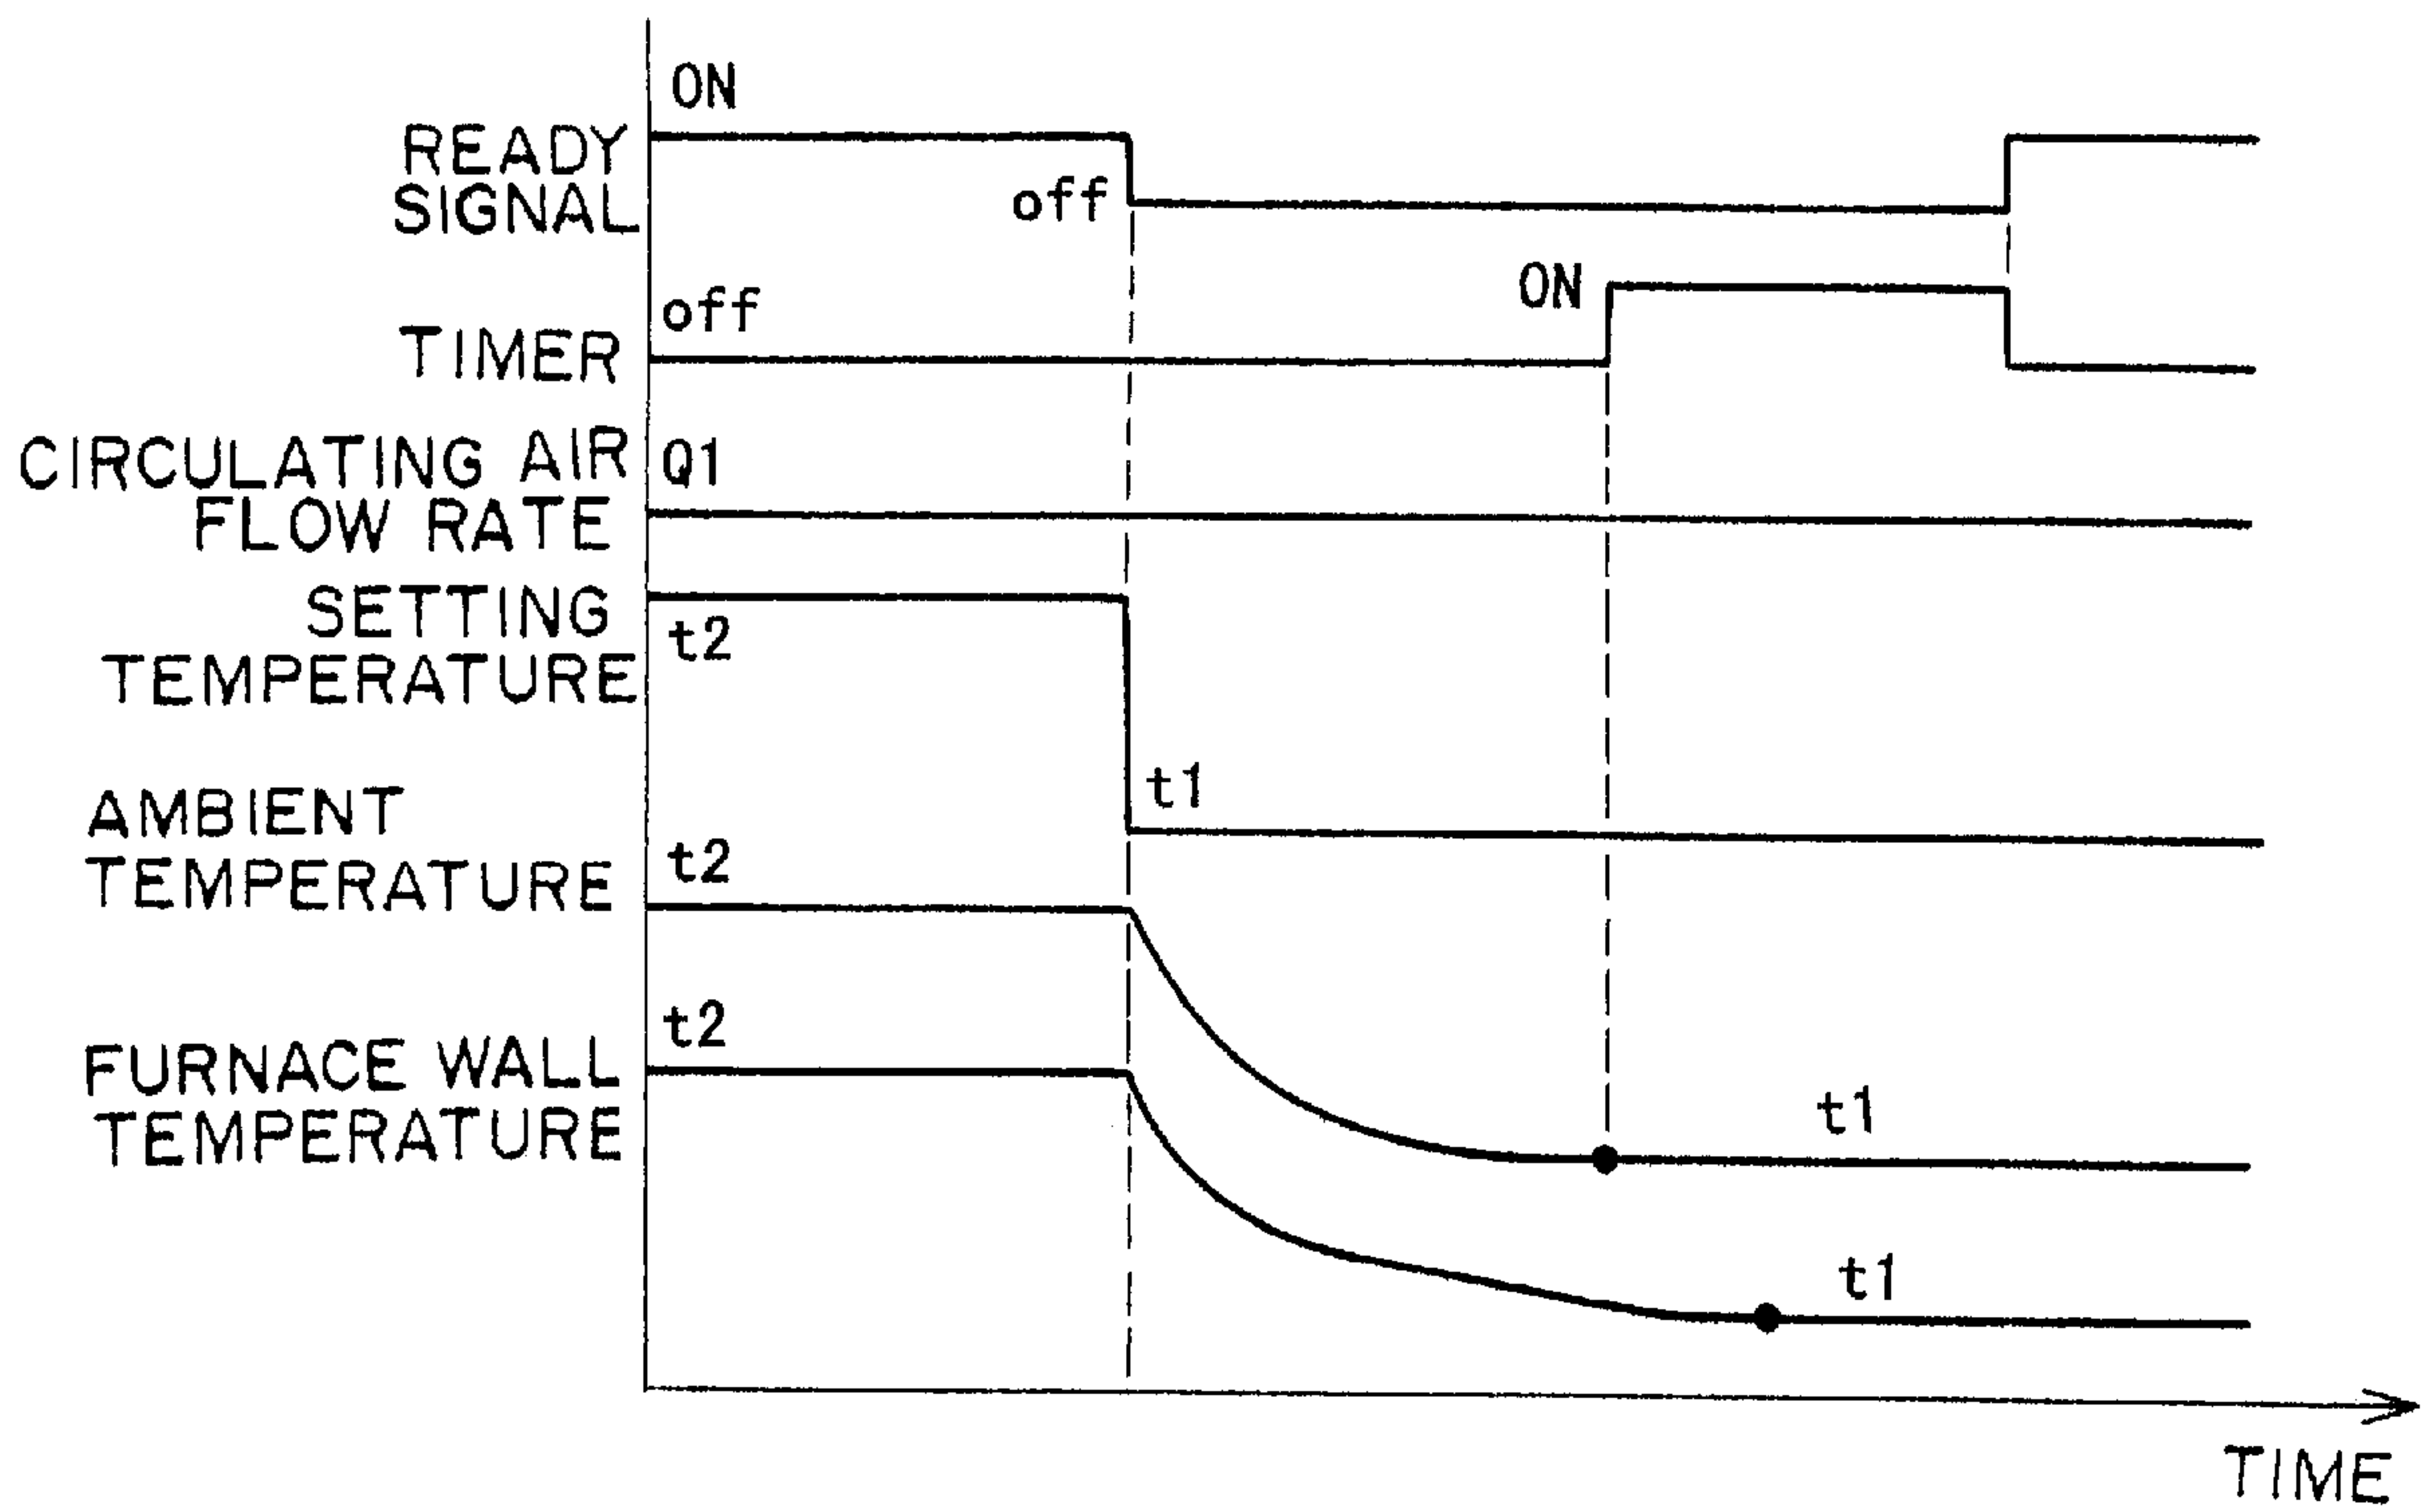 ON
READY
SIGNAL
off
ON
off
TIMER
CIRCULATING AIR
FLOW RATE
Q1
SETTING
TEMPERATURE
t2
t1
AMBIENT
TEMPERATURE
t2
t2
FURNACE WALL
TEMPERATURE
t1
t1
TIME